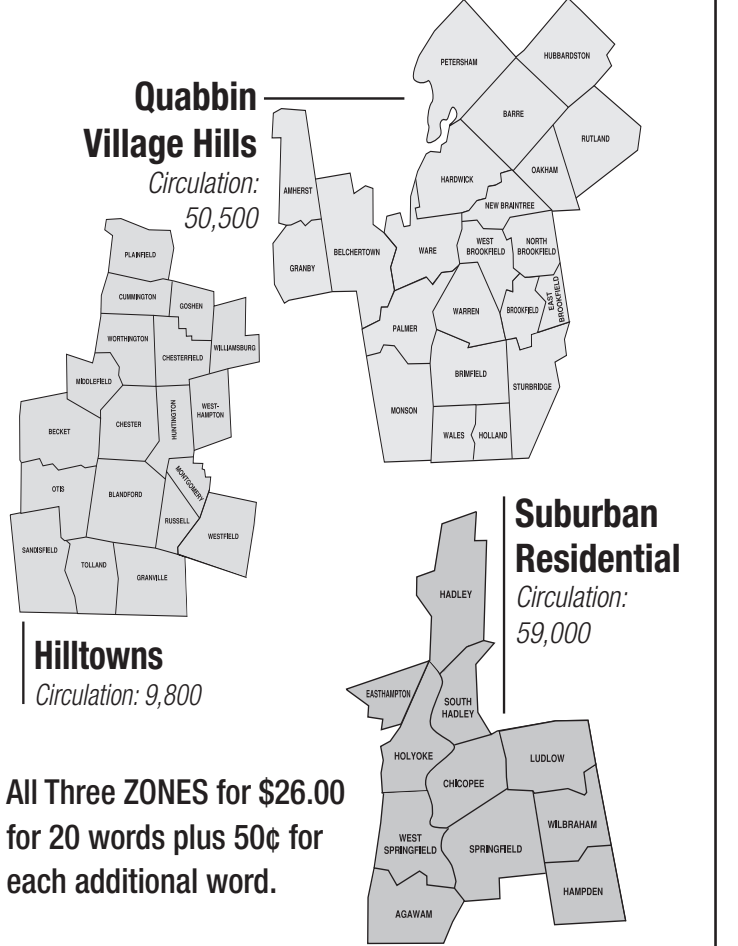 Quabbin
Village Hills
Circulation:
50,500
PETERSHAM
HUBBARDSTON
BARRE
RUTLAND
HARDWICK
OAKHAM
NEW BRAINTREE
AMHERST
BELCHERTOWN
GRANBY
WARE
WEST
BROOKFIELD
NORTH
BROOKFIELD
WARREN
BROOKFIELD
EAST
BROOKFIELD
PALMER
BRIMFIELD
STURBRIDGE
MONSON
WALES
HOLLAND
PLAINFIELD
CUMMINGTON
GOSHEN
WORTHINGTON
CHESTERFIELD
WILLIAMSBURG
MIDDLEFIELD
BECKET
CHESTER
HUNTINGTON
WEST-
HAMPTON
OTIS
BLANDFORD
MONTGOMERY
RUSSELL
WESTFIELD
SANDISFIELD
TOLLAND
GRANVILLE
Hilltowns
Circulation: 9,800
Suburban
Residential
Circulation:
59,000
HADLEY
EASTHAMPTON
SOUTH
HADLEY
HOLYOKE
CHICOPEE
LUDLOW
WEST
SPRINGFIELD
SPRINGFIELD
WILBRAHAM
HAMPDEN
AGAWAM
All Three ZONES for $26.00
for 20 words plus 50¢ for
each additional word.